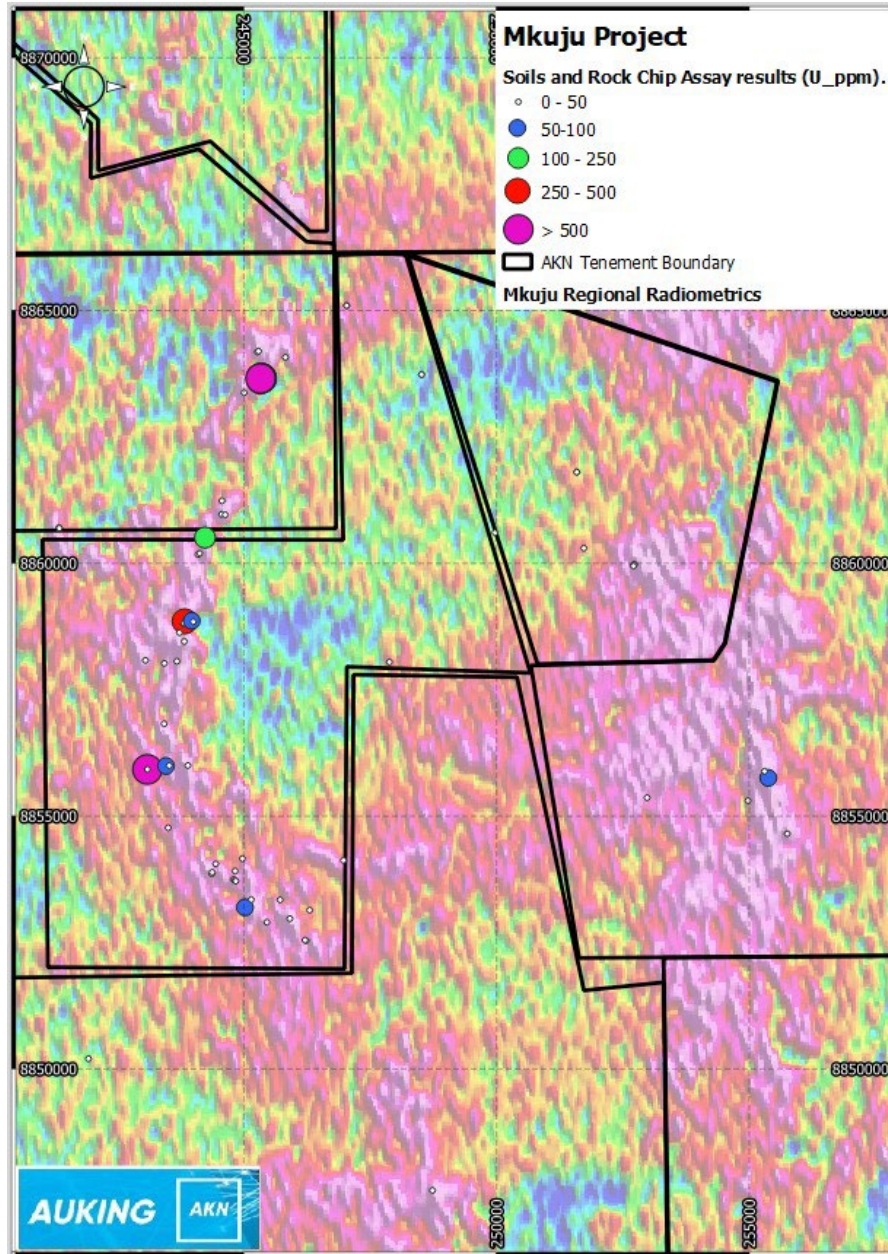 245000
8870000
Mkuju Project
Soils and Rock Chip Assay results (U_ppm).
0 - 50
50-100
100 - 250
250 - 500
> 500
AKN Tenement Boundary
Mkuju Regional Radiometrics
8865000
8865000
8860000
8860000
8855000
8855000
8850000
8850000
250000
255000
AUKING
AKN